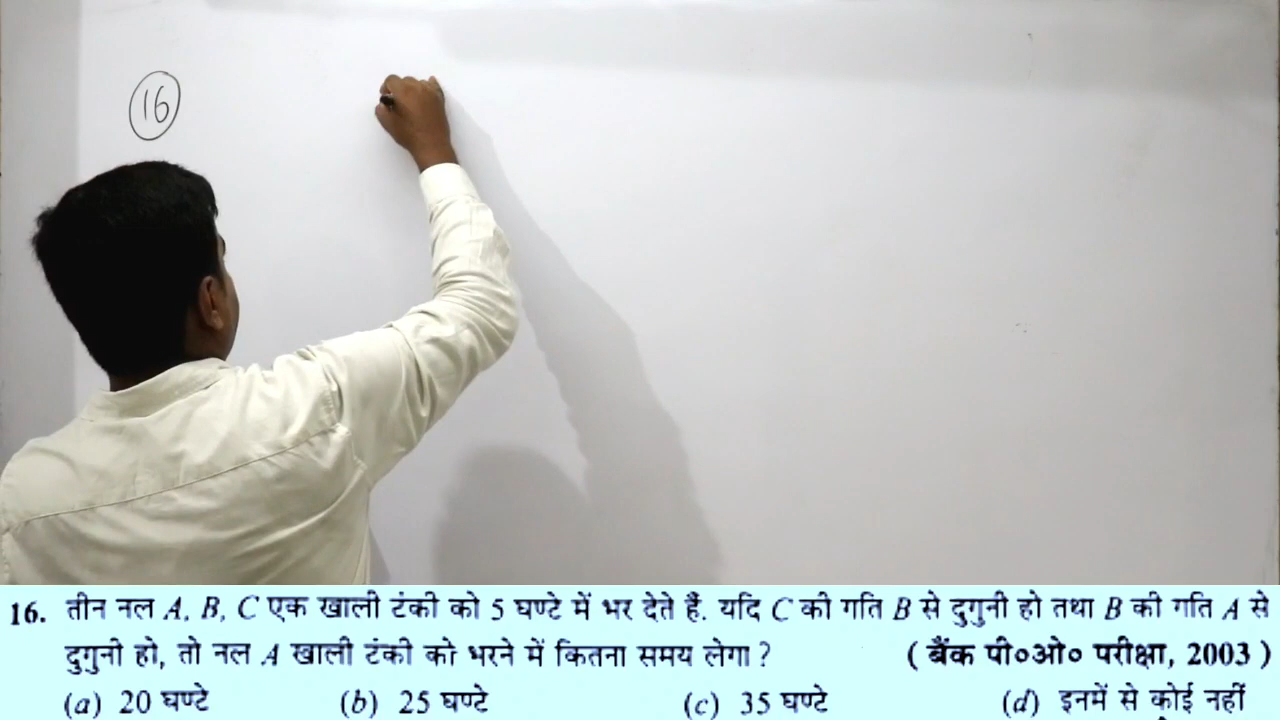 16
16. तीन नल A, B, C एक खाली टंकी को 5 घण्टे में भर देते हैं. यदि C की गति B से दुगुनी हो तथा B की गति A से
दुगुनी हो, तो नल A खाली टंकी को भरने में कितना समय लेगा ? ( बैंक पी०ओ० परीक्षा, 2003 )
(a) 20 घण्टे (b) 25 घण्टे (c) 35 घण्टे (d) इनमें से कोई नहीं